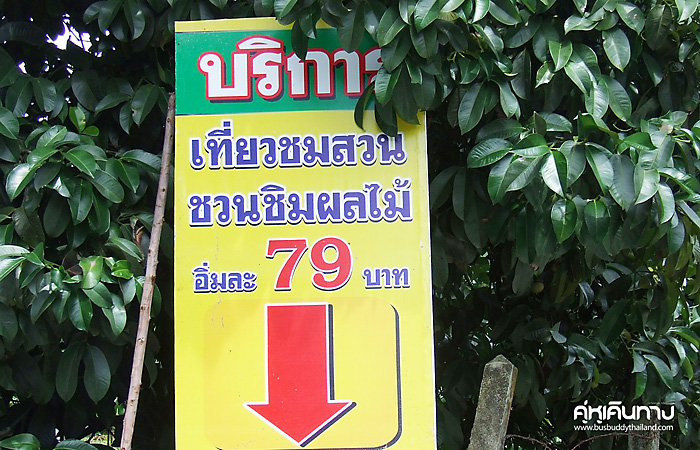 บริการ
เที่ยวชมสวน
ชวนชิมผลไม้
อิ่มละ 79 บาท
คู่หูเดินทาง
www.busbuddythailand.com